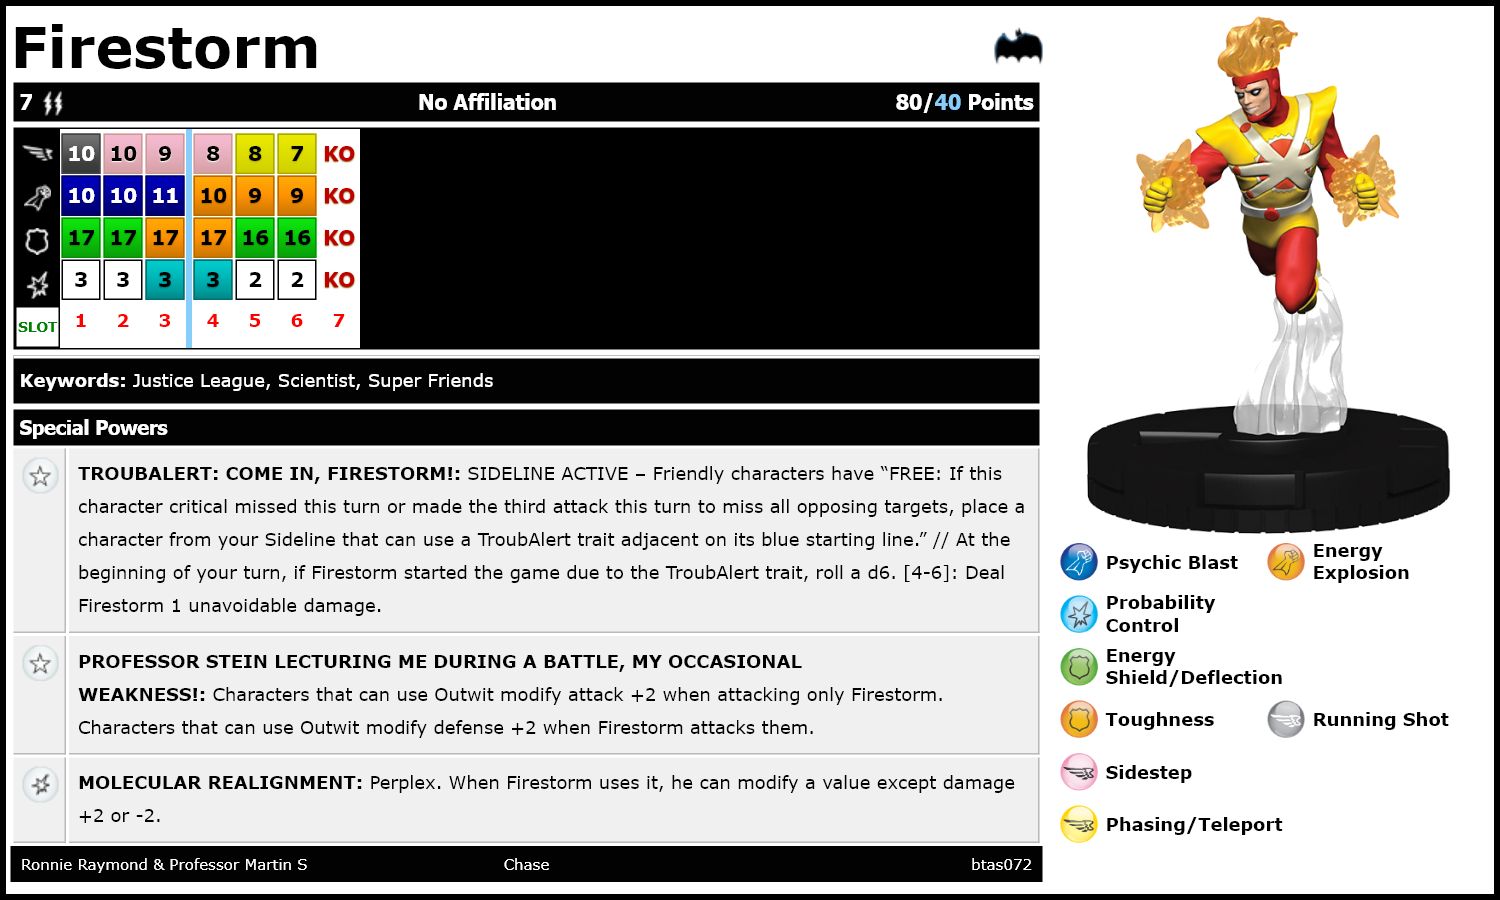 Firestorm
7 No Affiliation 80/40 Points
10 10 9 8 8 7 KO
10 10 11 10 9 9 KO
17 17 17 17 16 16 KO
3 3 3 3 2 2 KO
SLOT 1 2 3 4 5 6 7
Keywords: Justice League, Scientist, Super Friends
Special Powers
TROUBALERT: COME IN, FIRESTORM!: SIDELINE ACTIVE – Friendly characters have “FREE: If this
character critical missed this turn or made the third attack this turn to miss all opposing targets, place a
character from your Sideline that can use a TroubAlert trait adjacent on its blue starting line.” // At the
beginning of your turn, if Firestorm started the game due to the TroubAlert trait, roll a d6. [4-6]: Deal
Firestorm 1 unavoidable damage.
PROFESSOR STEIN LECTURING ME DURING A BATTLE, MY OCCASIONAL
WEAKNESS!: Characters that can use Outwit modify attack +2 when attacking only Firestorm.
Characters that can use Outwit modify defense +2 when Firestorm attacks them.
MOLECULAR REALIGNMENT: Perplex. When Firestorm uses it, he can modify a value except damage
+2 or -2.
Ronnie Raymond & Professor Martin S Chase btas072
Psychic Blast
Energy
Explosion
Probability
Control
Energy
Shield/Deflection
Toughness
Running Shot
Sidestep
Phasing/Teleport